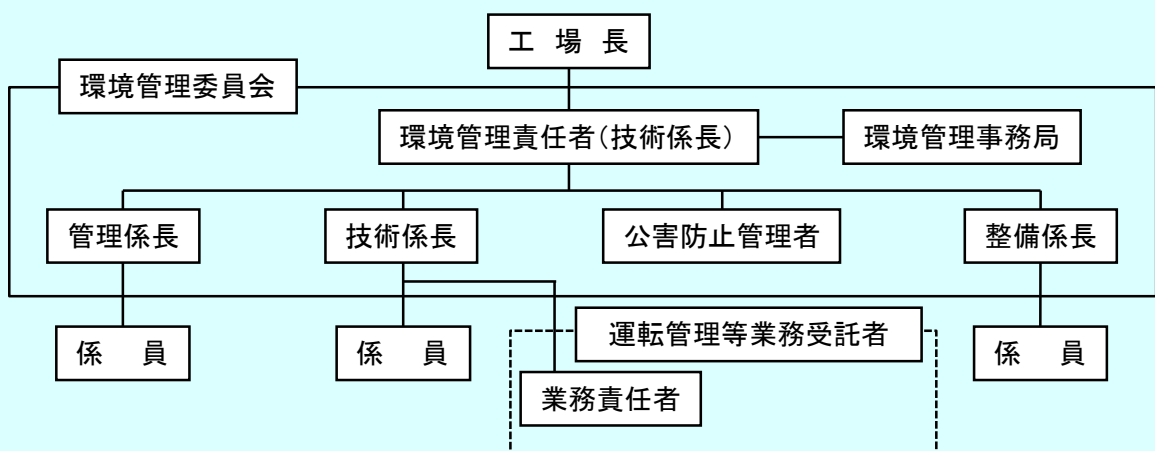 工場長
環境管理委員会
環境管理責任者(技術係長)
環境管理事務局
管理係長
技術係長
公害防止管理者
整備係長
係員
係員
運転管理等業務受託者
係員
業務責任者